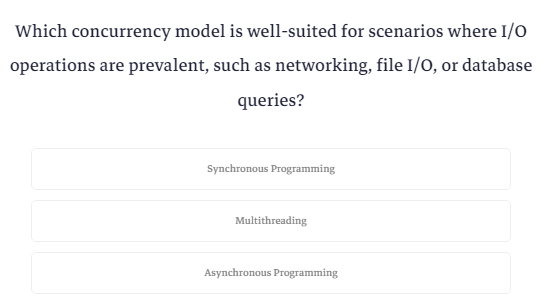 Which concurrency model is well-suited for scenarios where I/O
operations are prevalent, such as networking, file I/O, or database
queries?
Synchronous Programming
Multithreading
Asynchronous Programming